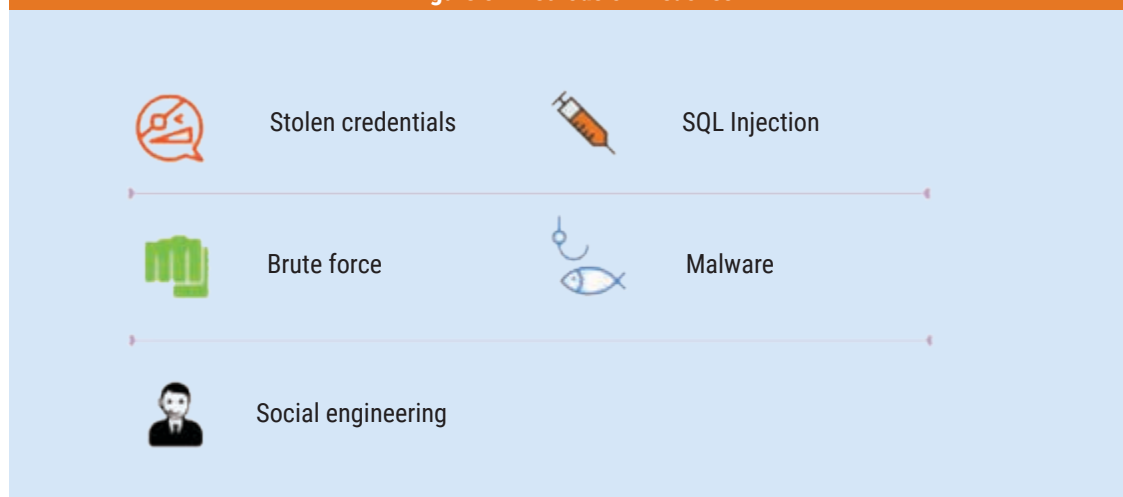 Stolen credentials
SQL Injection
Brute force
Malware
Social engineering